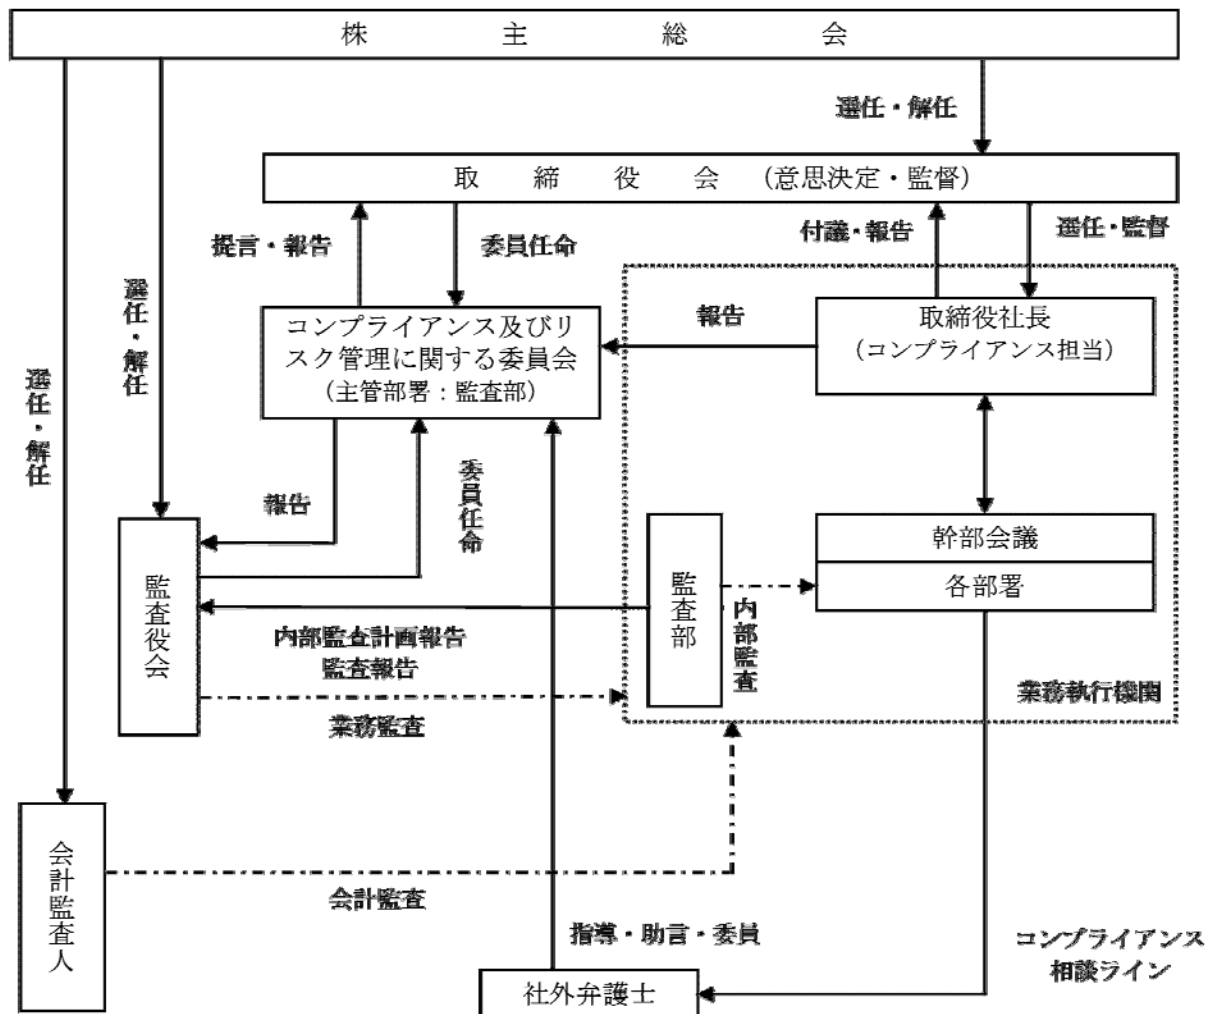 株主総会
選任・解任
取締役会(意思決定・監督)
提言・報告
委員任命
付議・報告
選任・監督
選任・解任
選任・解任
コンプライアンス及びリ
スク管理に関する委員会
(主管部署:監査部)
報告
取締役社長
(コンプライアンス担当)
報告
委員任命
幹部会議
各部署
監査役会
監査部
内部監査
内部監査計画報告
監査報告
業務監査
業務執行機関
会計監査人
会計監査
指導・助言・委員
コンプライアンス
相談ライン
社外弁護士